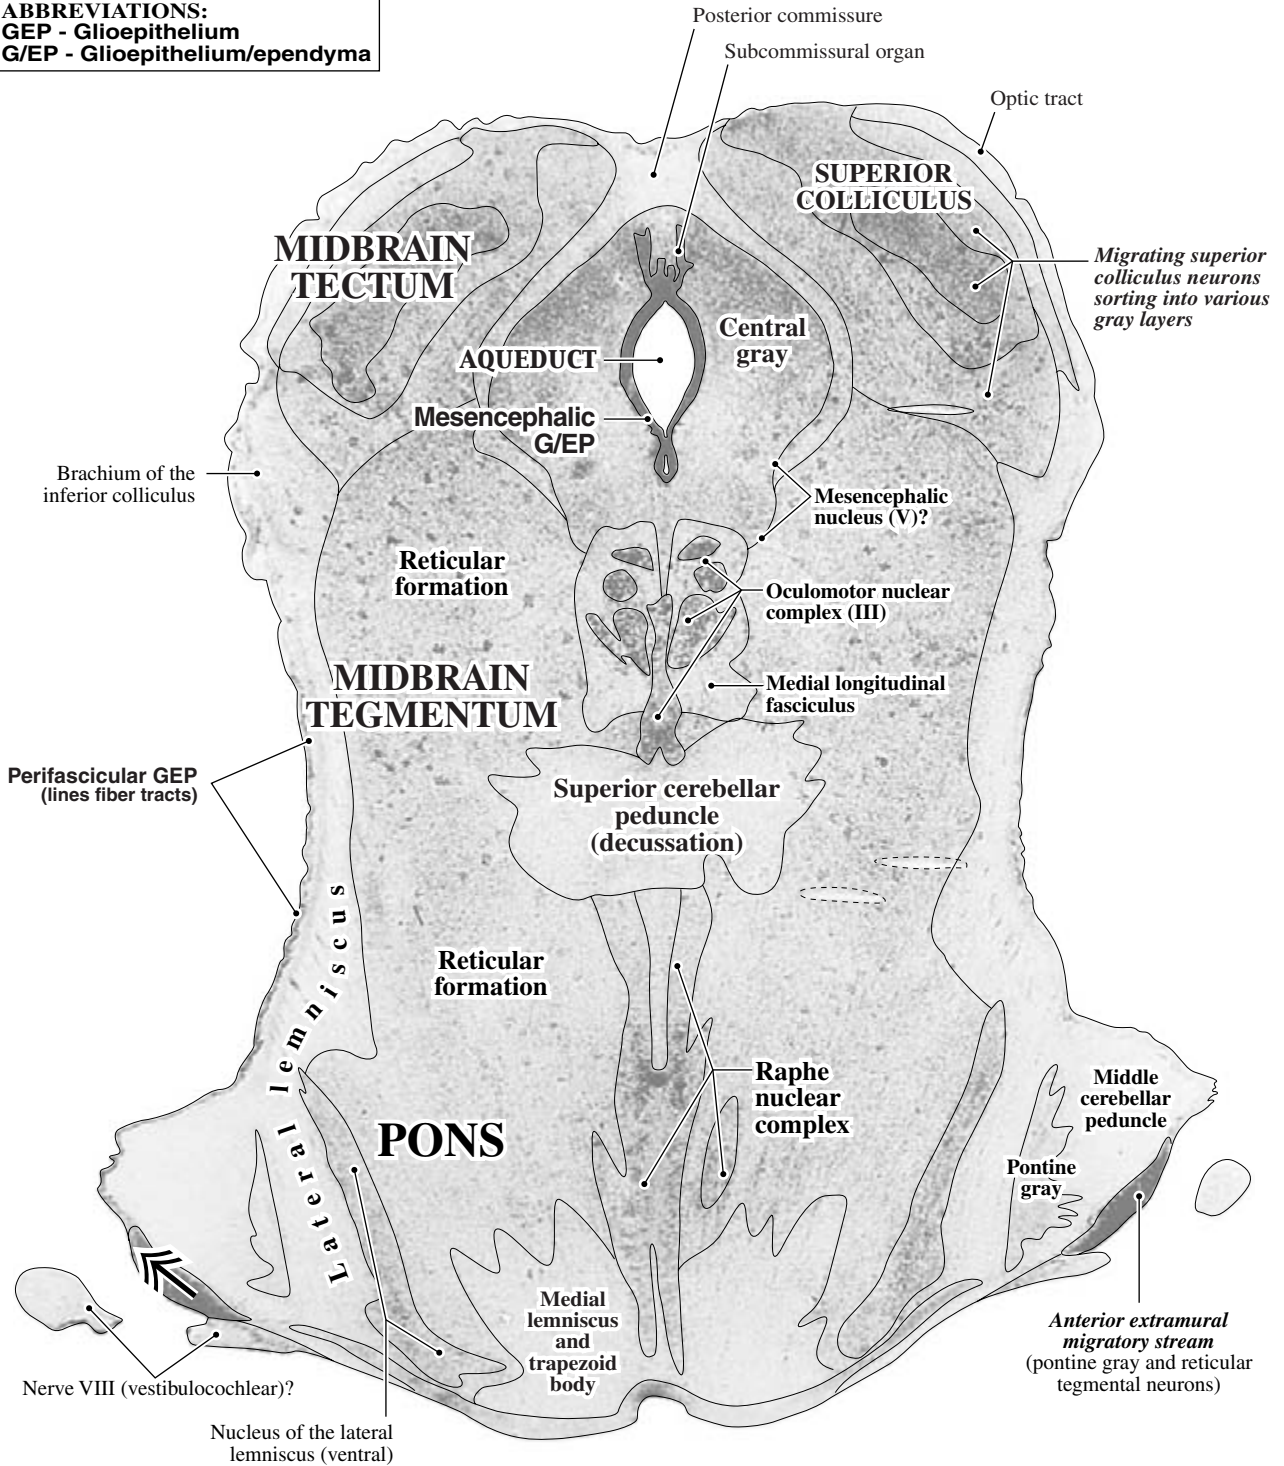 ABBREVIATIONS:
GEP - Glioepithelium
G/EP - Glioepithelium/ependyma
Posterior commissure
Subcommissural organ
Optic tract
SUPERIOR
COLLICULUS
MIDBRAIN
TECTUM
Migrating superior
colliculus neurons
sorting into various
gray layers
Central
gray
AQUEDUCT
Mesencephalic
G/EP
Brachium of the
inferior colliculus
Mesencephalic
nucleus (V)?
Reticular
formation
Oculomotor nuclear
complex (III)
MIDBRAIN
TEGMENTUM
Medial longitudinal
fasciculus
Perifascicular GEP
(lines fiber tracts)
Superior cerebellar
peduncle
(decussation)
Lateral lemniscus
Reticular
formation
Raphe
nuclear
complex
Middle
cerebellar
peduncle
PONS
Pontine
gray
Medial
lemniscus
and
trapezoid
body
Anterior extramural
migratory stream
(pontine gray and reticular
tegmental neurons)
Nerve VIII (vestibulocochlear)?
Nucleus of the lateral
lemniscus (ventral)